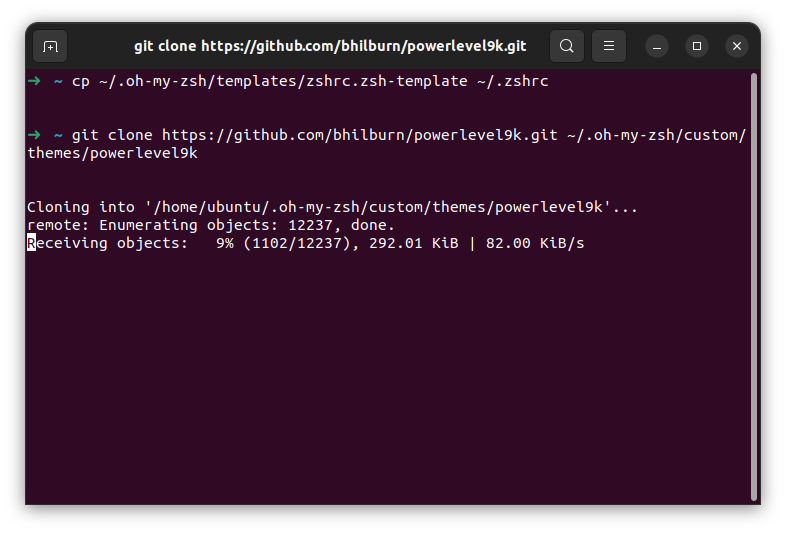 git clone https://github.com/bhilburn/powerlevel9k.git
➜ ~ cp ~/.oh-my-zsh/templates/zshrc.zsh-template ~/.zshrc
➜ ~ git clone https://github.com/bhilburn/powerlevel9k.git ~/.oh-my-zsh/custom/
themes/powerlevel9k
Cloning into '/home/ubuntu/.oh-my-zsh/custom/themes/powerlevel9k'...
remote: Enumerating objects: 12237, done.
Receiving objects:   9% (1102/12237), 292.01 KiB | 82.00 KiB/s